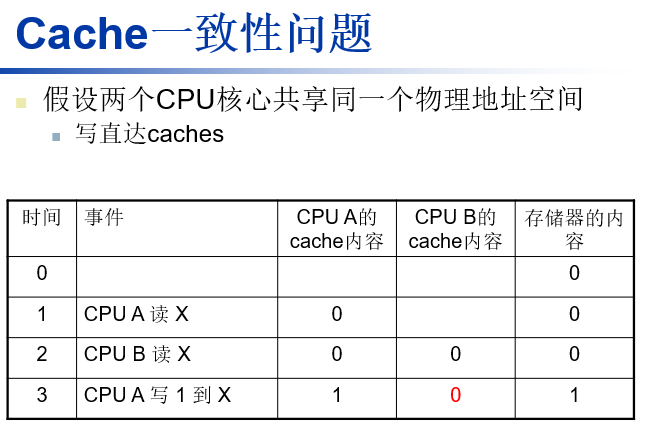 Cache一致性问题
假设两个CPU核心共享同一个物理地址空间
写直达caches
时间 事件 CPU A的 CPU B的 存储器的内
cache内容 cache内容 容
0 0
1 CPU A 读 X 0 0
2 CPU B 读 X 0 0 0
3 CPU A 写 1 到 X 1 0 1